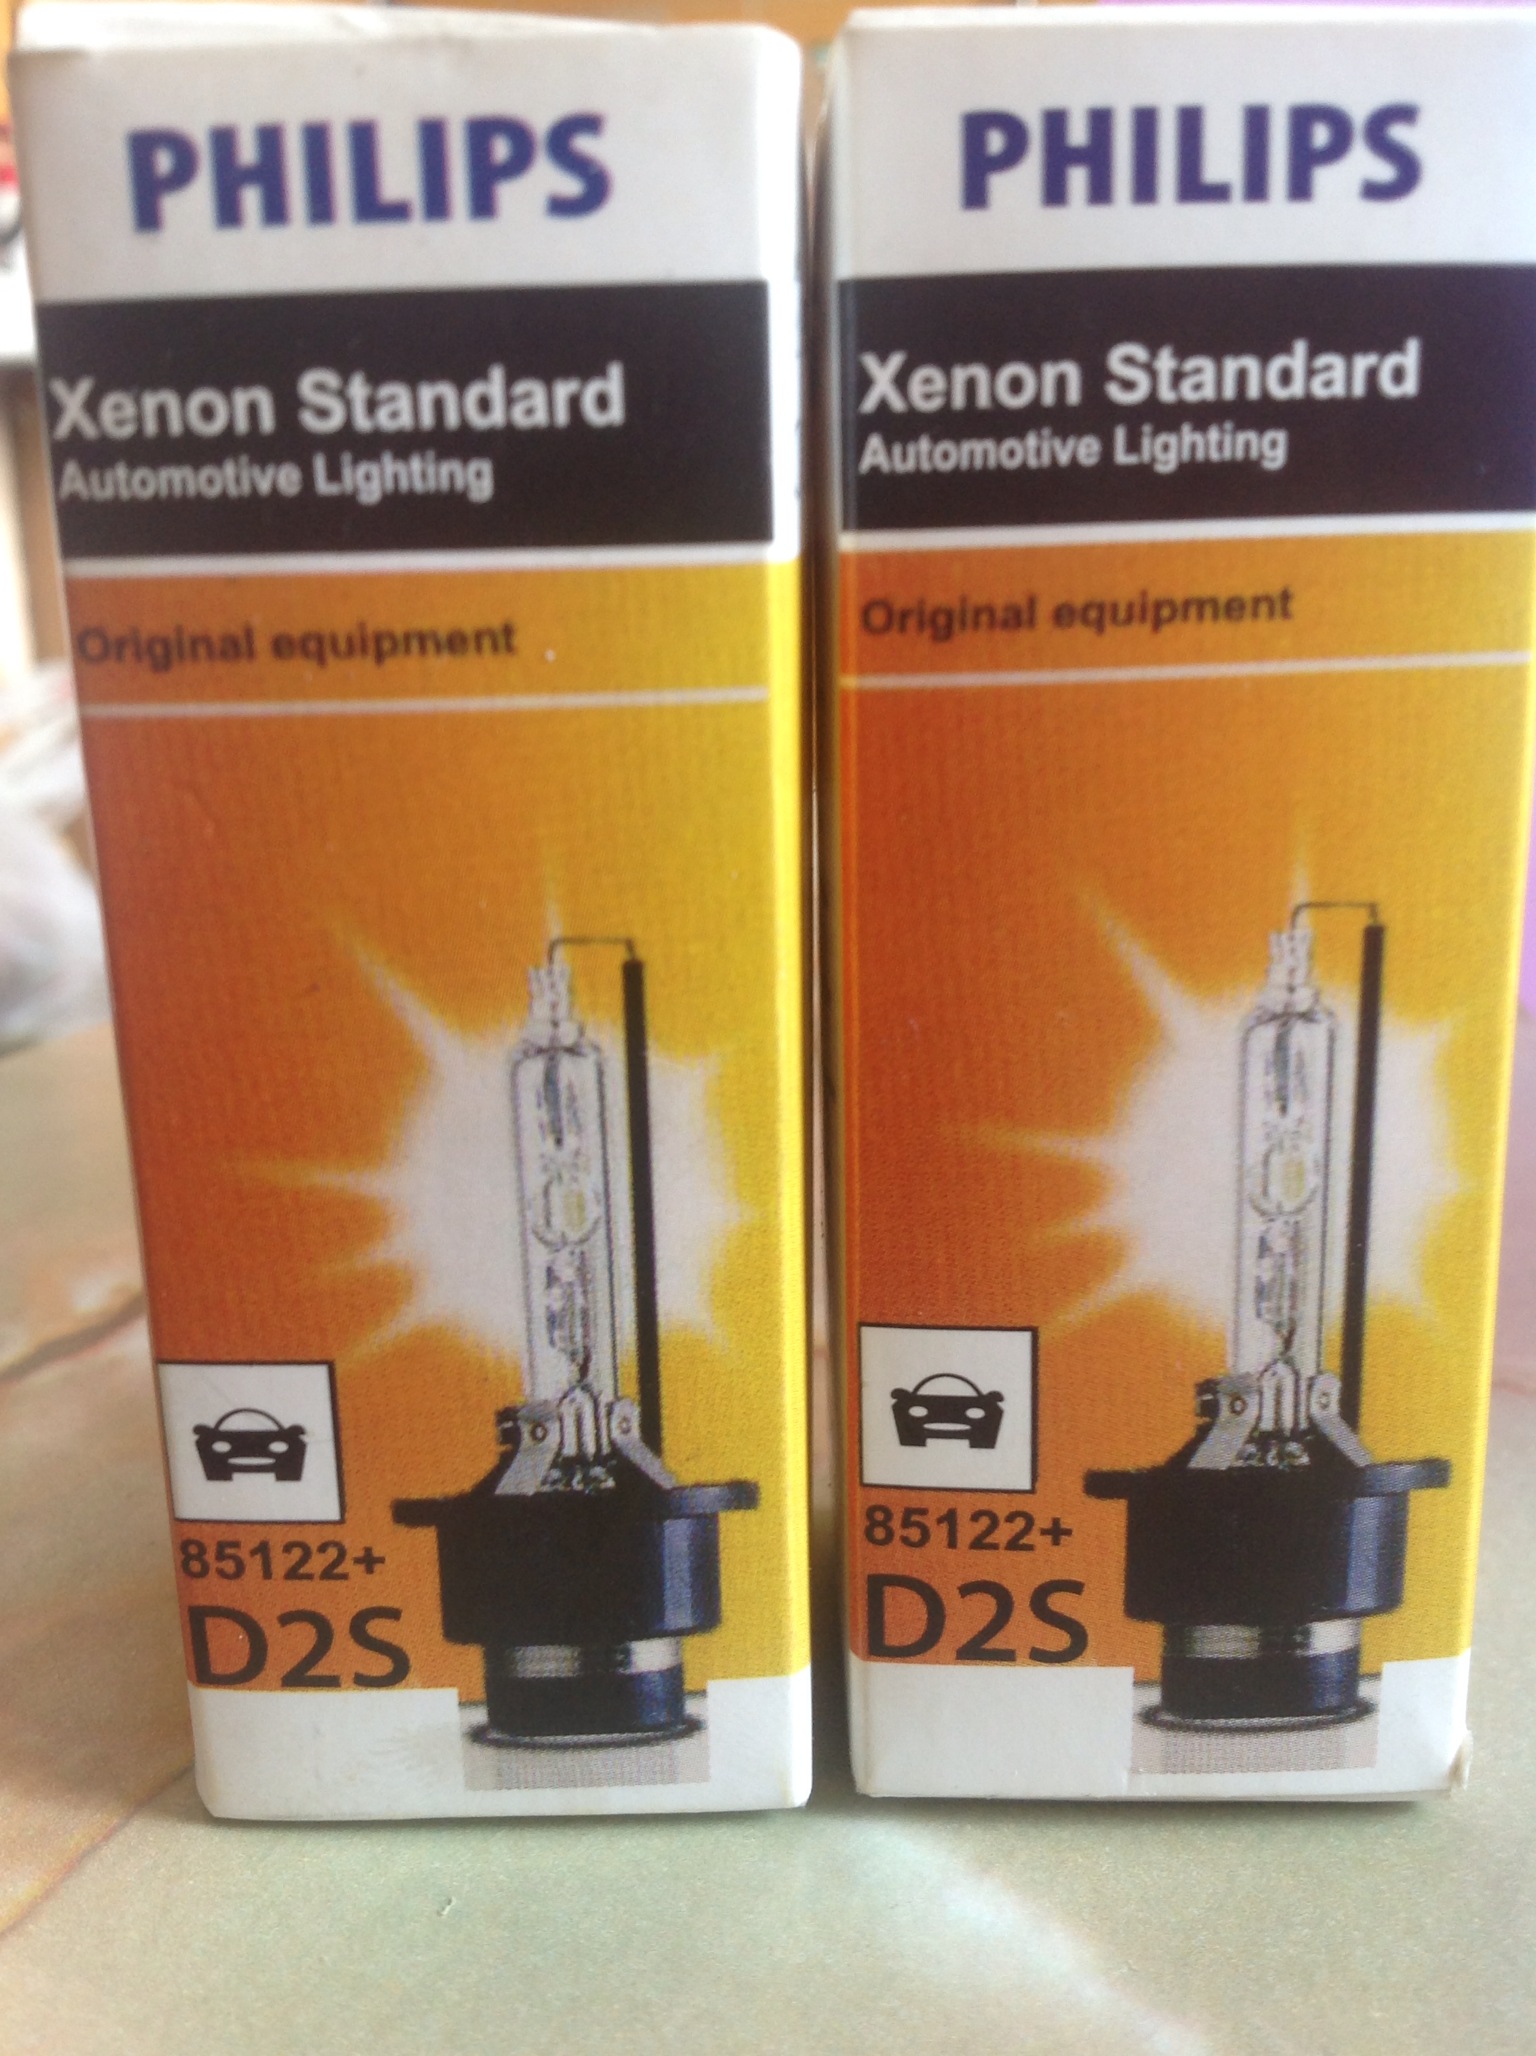 PHILIPS
Xenon Standard
Automotive Lighting
Original equipment
85122+
D2S
PHILIPS
Xenon Standard
Automotive Lighting
Original equipment
85122+
D2S